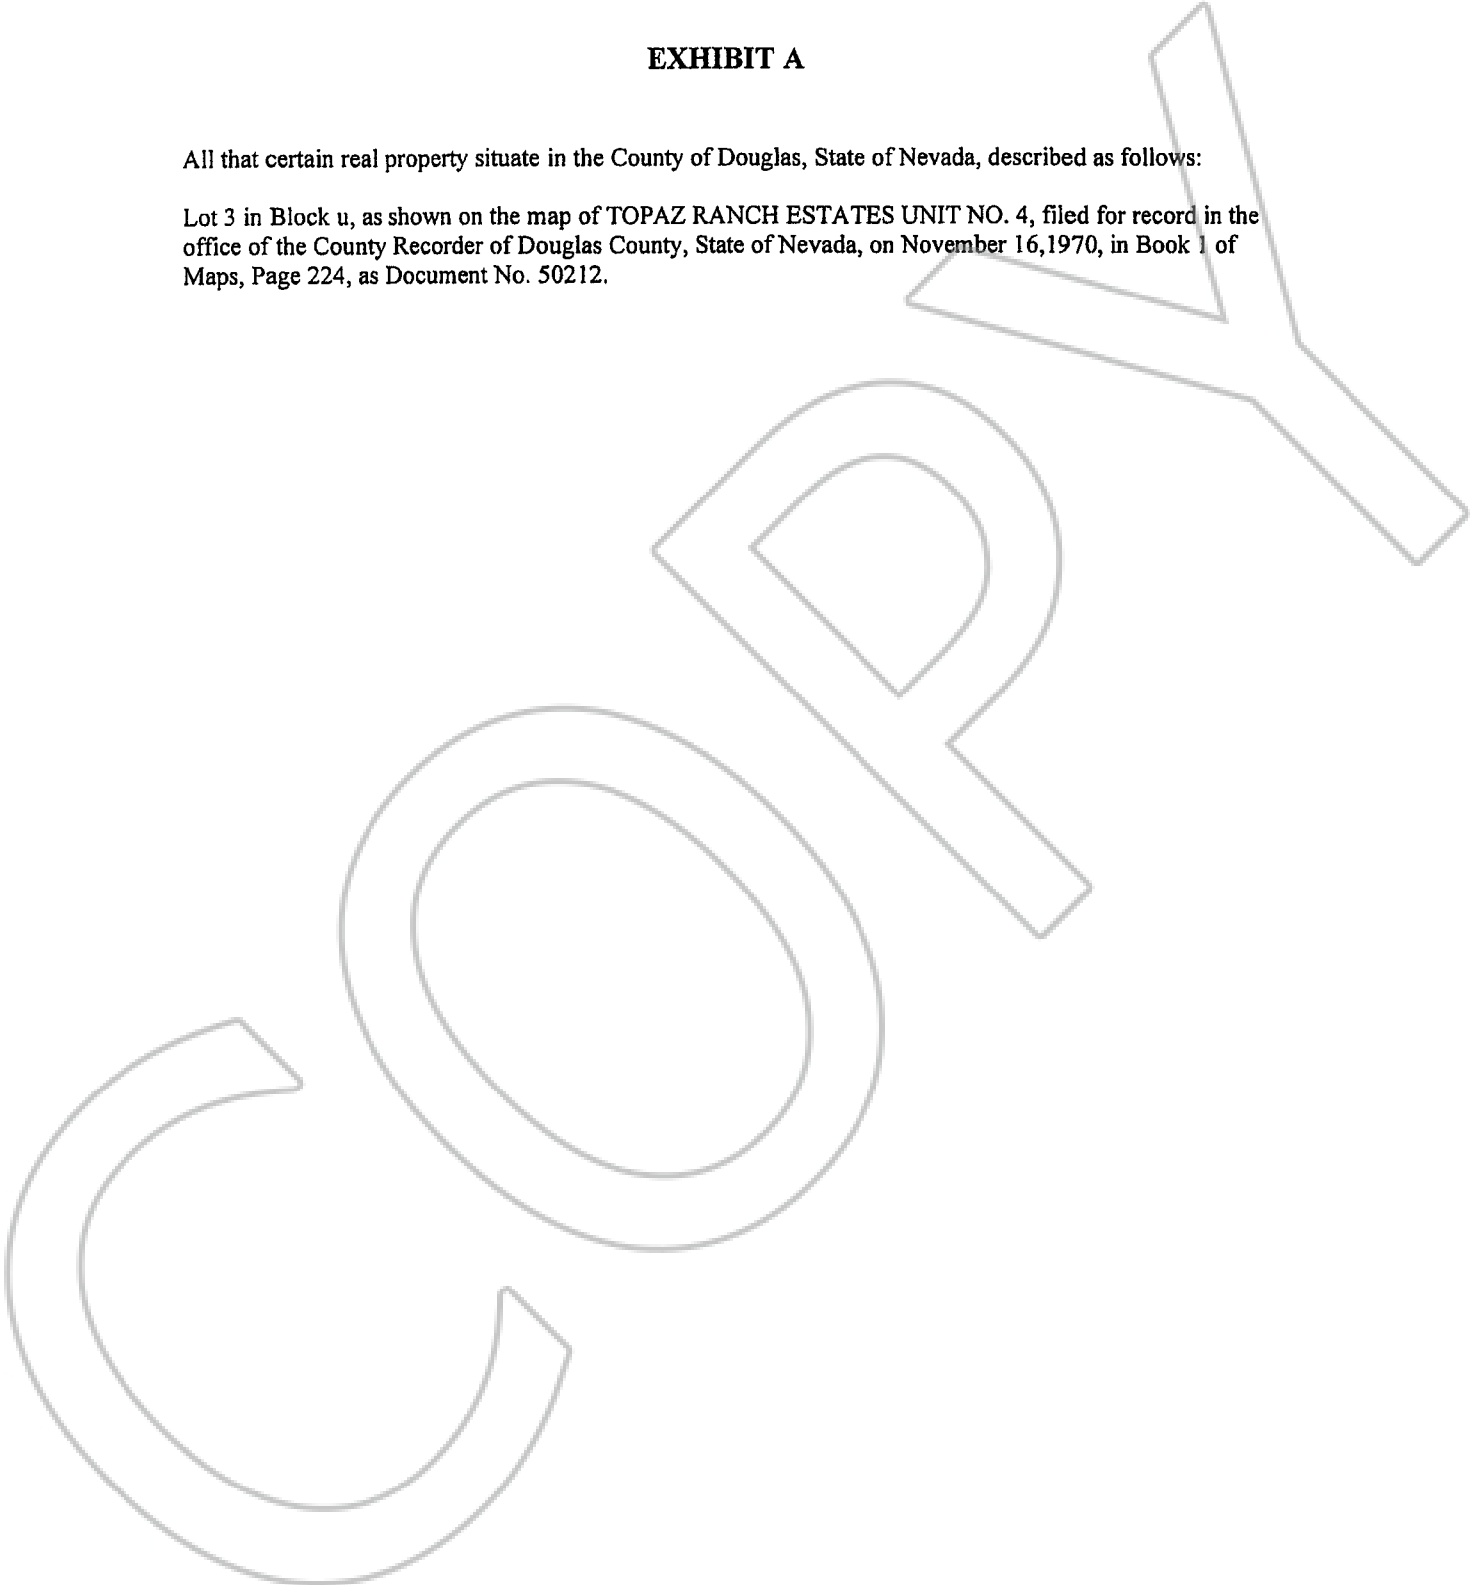 EXHIBIT A
All that certain real property situate in the County of Douglas, State of Nevada, described as follows:
Lot 3 in Block u, as shown on the map of TOPAZ RANCH ESTATES UNIT NO. 4, filed for record in the
office of the County Recorder of Douglas County, State of Nevada, on November 16,1970, in Book 1 of
Maps, Page 224, as Document No. 50212.
COPY